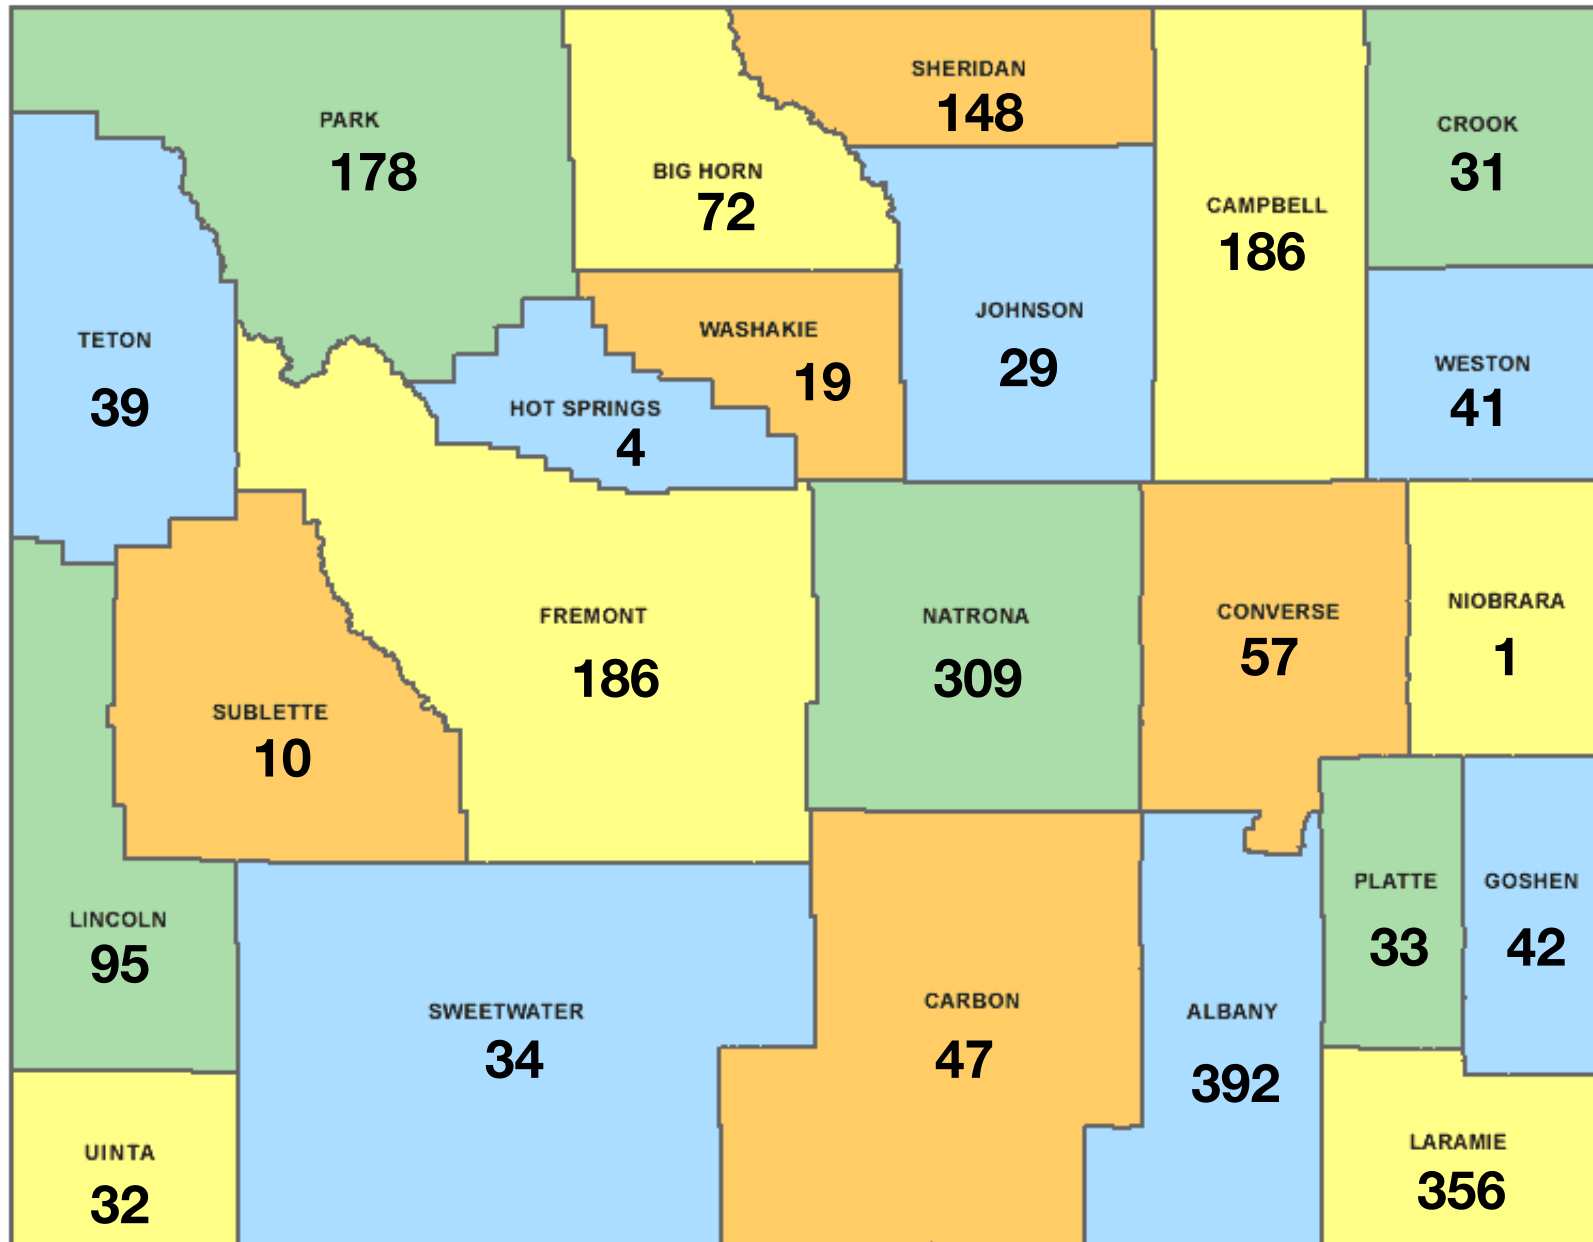 SHERIDAN
148
PARK
178
CROOK
31
BIG HORN
72
CAMPBELL
186
JOHNSON
29
WASHAKIE
19
TETON
39
WESTON
41
HOT SPRINGS
4
NIOBRARA
1
CONVERSE
57
FREMONT
186
NATRONA
309
SUBLETTE
10
PLATTE
33
GOSHEN
42
LINCOLN
95
CARBON
47
SWEETWATER
34
ALBANY
392
LARAMIE
356
UINTA
32